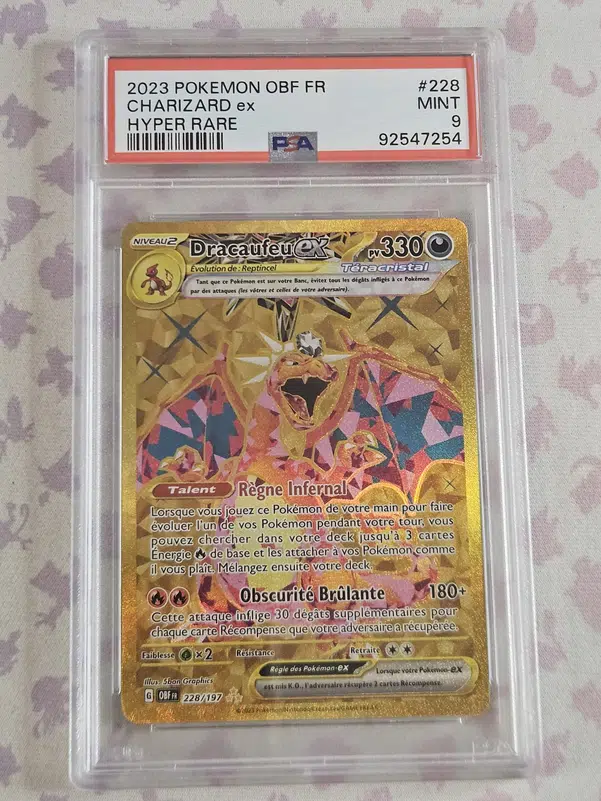 2023 POKEMON OBF FR #228
CHARIZARD ex MINT
HYPER RARE 9
PSA 92547254
NIVEAU 2 Dracaufeu ex PV 330
Évolution de : Reptincel Téracristal
Tant que ce Pokémon est sur votre Banc, évitez tous les dégâts infligés à ce Pokémon
par des attaques (les vôtres et celles de votre adversaire).
Talent Règne Infernal
Lorsque vous jouez ce Pokémon de votre main pour faire
évoluer l'un de vos Pokémon pendant votre tour, vous
pouvez chercher dans votre deck jusqu'à 3 cartes
Énergie de base et les attacher à vos Pokémon comme
il vous plaît. Mélangez ensuite votre deck.
Obscurité Brûlante 180+
Cette attaque inflige 30 dégâts supplémentaires pour
chaque carte Récompense que votre adversaire a récupérée.
Faiblesse ×2 Résistance Retraite
Règle des Pokémon-ex Lorsque votre Pokémon-ex
est mis K.O., l'adversaire récupère 2 cartes Récompense.
Illus. 5ban Graphics
G OBF FR 228/197